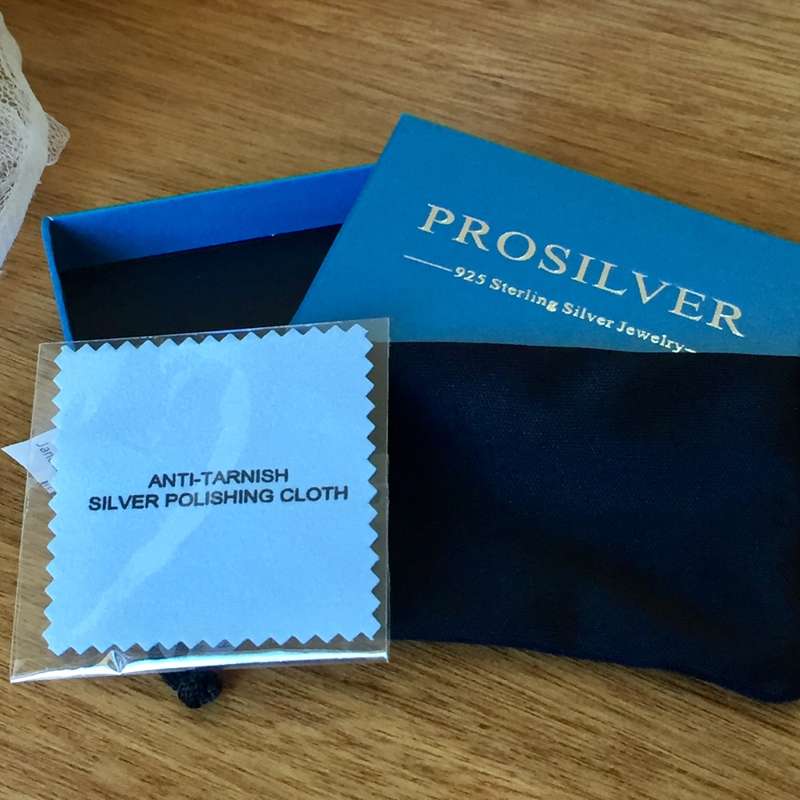 PROSILVER
925 Sterling Silver Jewelry
ANTI-TARNISH
SILVER POLISHING CLOTH